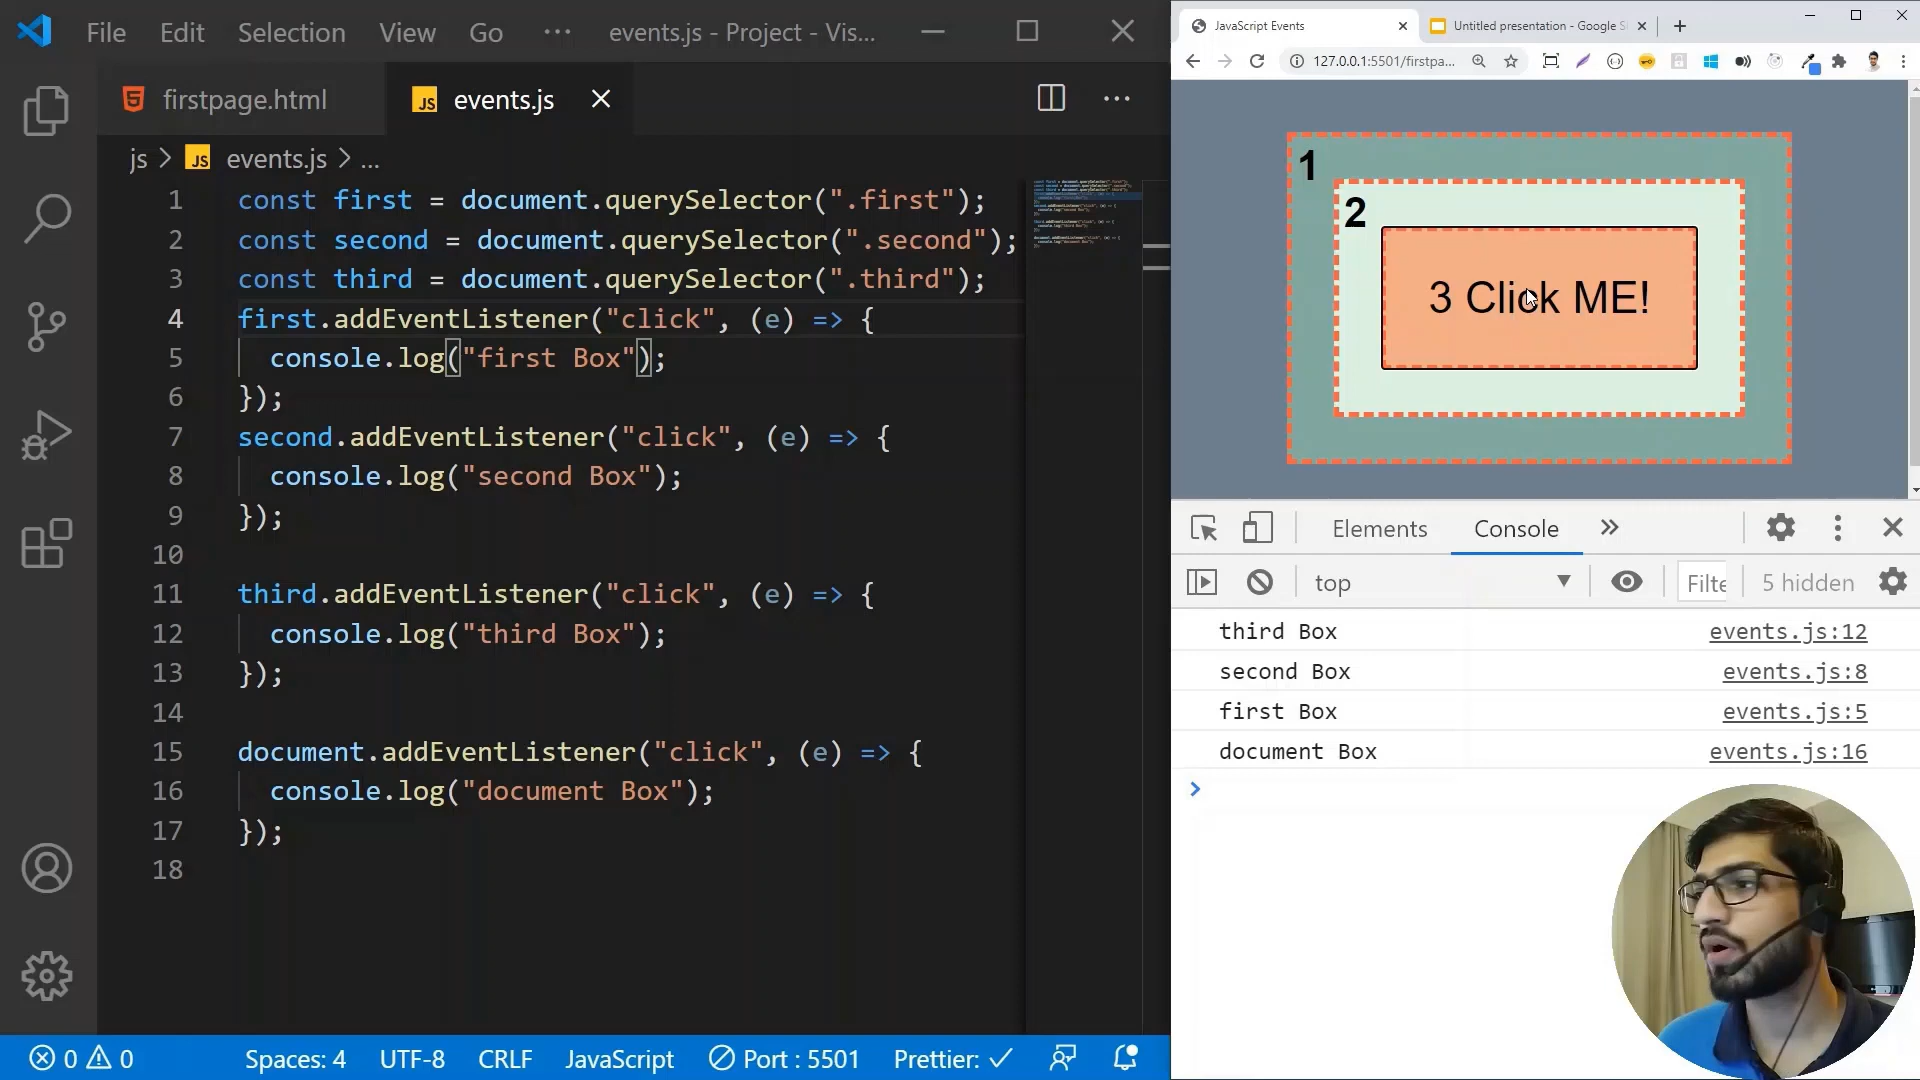 File Edit Selection View Go ··· events.js - Project - Vis...
firstpage.html
JS events.js
js > JS events.js > ...
1 const first = document.querySelector(".first");
2 const second = document.querySelector(".second");
3 const third = document.querySelector(".third");
4 first.addEventListener("click", (e) => {
5 console.log("first Box");
6 });
7 second.addEventListener("click", (e) => {
8 console.log("second Box");
9 });
10
11 third.addEventListener("click", (e) => {
12 console.log("third Box");
13 });
14
15 document.addEventListener("click", (e) => {
16 console.log("document Box");
17 });
18
0 0 Spaces: 4 UTF-8 CRLF JavaScript Port : 5501 Prettier: ✓
JavaScript Events
Untitled presentation - Google S
127.0.0.1:5501/firstpa...
1
2
3 Click ME!
Elements Console »
top Filte 5 hidden
third Box events.js:12
second Box events.js:8
first Box events.js:5
document Box events.js:16
>